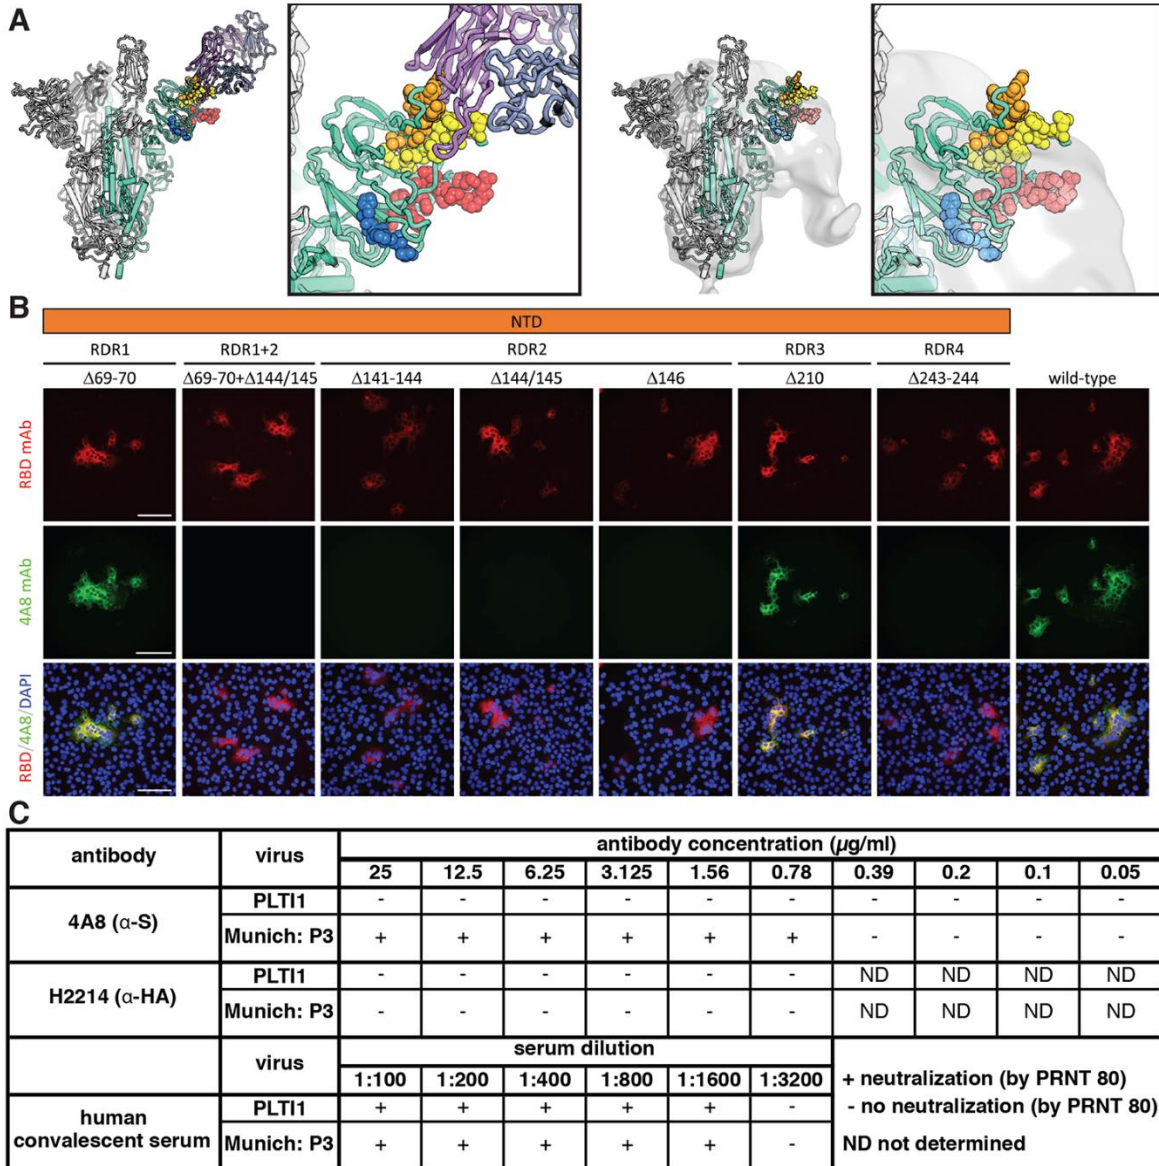 A
B
NTD
RDR1 RDR1+2 RDR2 RDR3 RDR4
Δ69-70 Δ69-70+Δ144/145 Δ141-144 Δ144/145 Δ146 Δ210 Δ243-244 wild-type
RBD mAb
4A8 mAb
RBD/4A8/DAPI
C
antibody virus antibody concentration (µg/ml)
25 12.5 6.25 3.125 1.56 0.78 0.39 0.2 0.1 0.05
4A8 (α-S) PLTI1 - - - - - - - - - -
Munich: P3 + + + + + + - - - -
H2214 (α-HA) PLTI1 - - - - - - ND ND ND ND
Munich: P3 - - - - - - ND ND ND ND
virus serum dilution
1:100 1:200 1:400 1:800 1:1600 1:3200
human convalescent serum PLTI1 + + + + + -
Munich: P3 + + + + + -
+ neutralization (by PRNT 80)
- no neutralization (by PRNT 80)
ND not determined